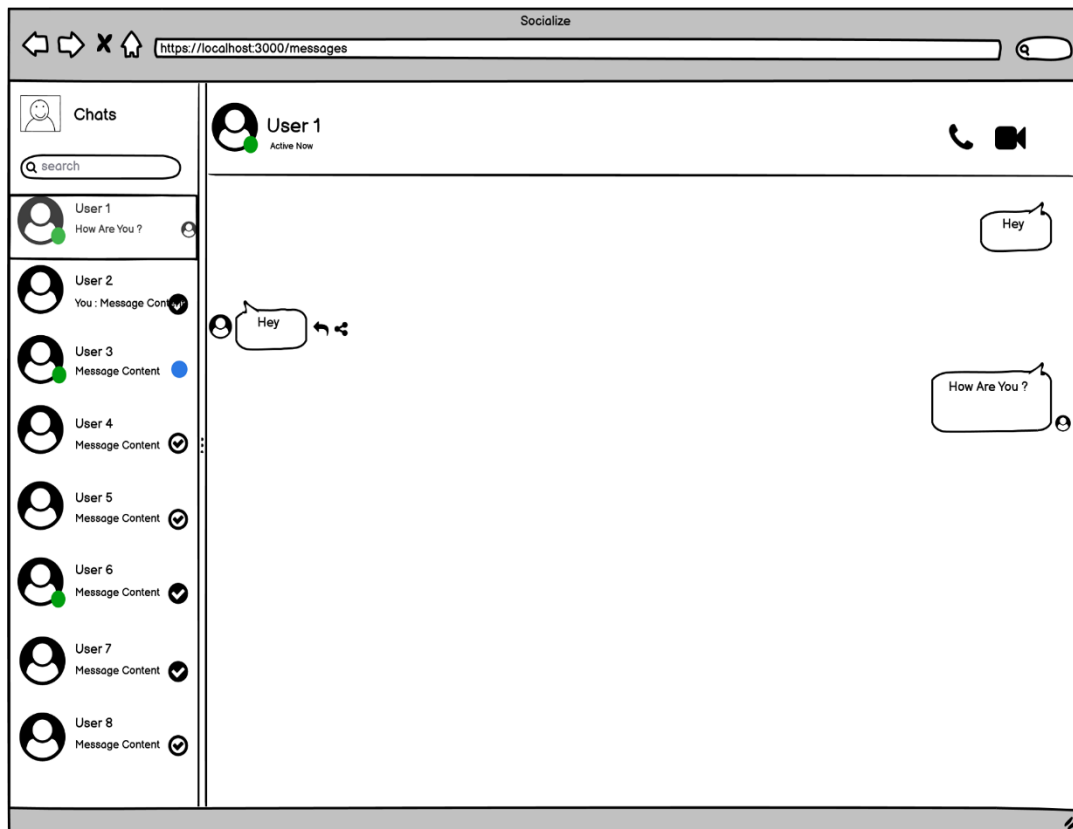 Socialize
https://localhost:3000/messages
Chats
search
User 1
How Are You ?
User 2
You : Message
User 3
Message Content
User 4
Message Content
User 5
Message Content
User 6
Message Content
User 7
Message Content
User 8
Message Content
User 1
Active Now
Hey
Hey
How Are You ?